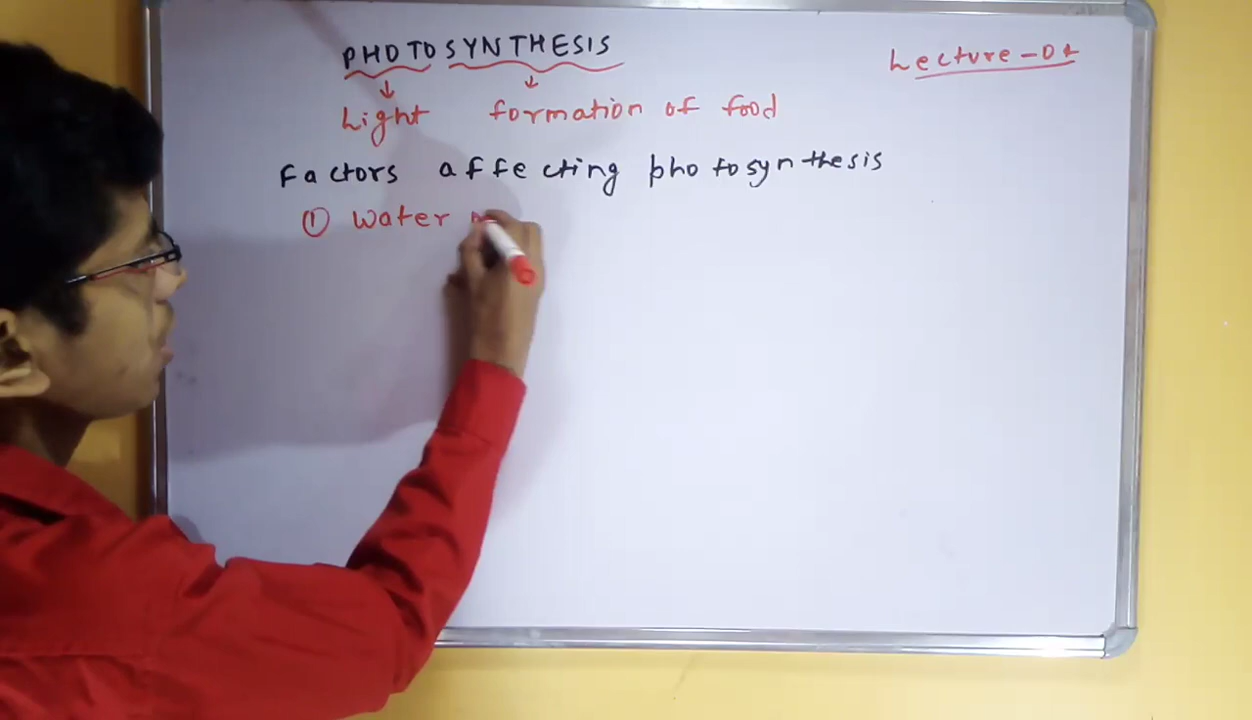 PHOTOSYNTHESIS
Lecture-01
Light formation of food
Factors affecting photosynthesis
① Water